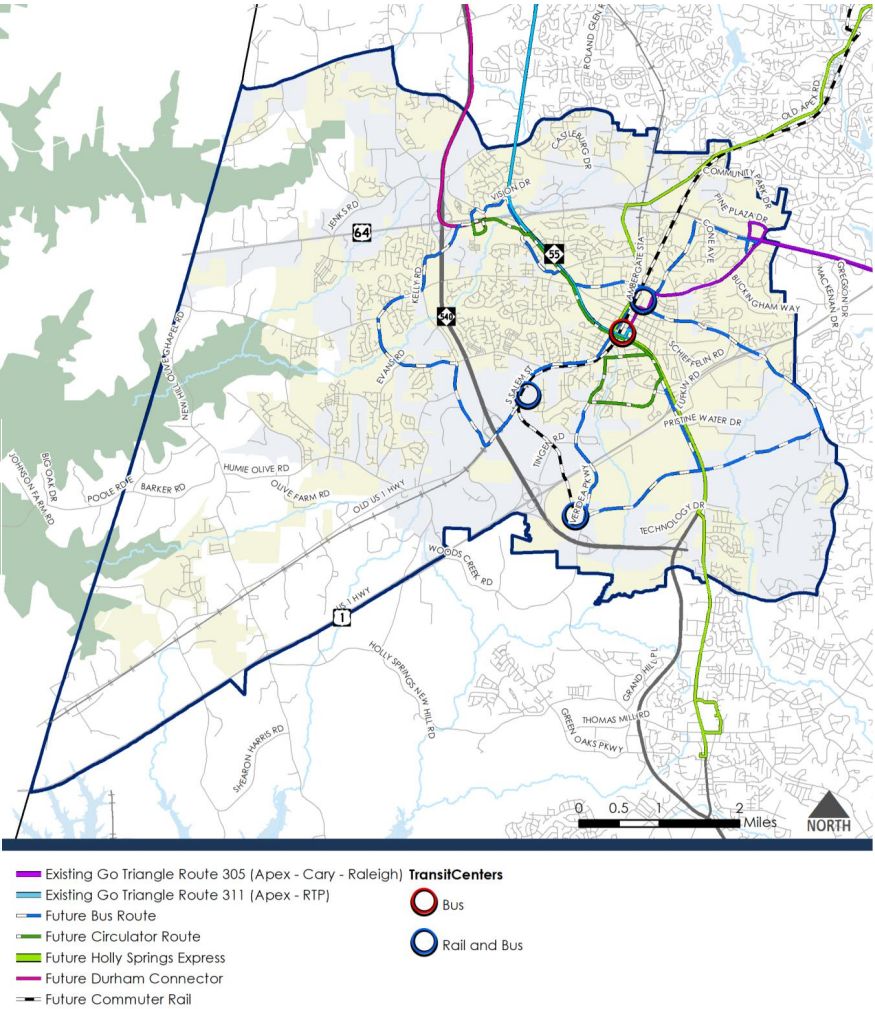 ROLAND GLEN R
OLD APEX RD
CASTLEBURG DR
COMMUNITY
PARK DR
VISION DR
PINE PLAZA DR
JENKS RD
64
55
CONE AVE
AMBERGATE STA
GREGSON DR
MACKENAN DR
KELLY RD
BUCKINGHAM WAY
540
NEW HILL OLIVE CHAPEL RD
SCHIEFFELIN RD
EVANS RD
S SALEM ST
LUFKIN RD
PRISTINE WATER DR
TINGEN RD
BIG OAK DR
JOHNSON FARM RD
HUMIE OLIVE RD
POOLE RD
BARKER RD
OLIVE FARM RD
OLD US 1 HWY
VERIDEA PKWY
TECHNOLOGY DR
WOODS CREEK RD
US 1 HWY
1
HOLLY SPRINGS NEW HILL RD
GRAND HILL PL
THOMAS MILL RD
GREEN OAKS PKWY
SHEARON HARRIS RD
0 0.5 1 2
Miles
NORTH
Existing Go Triangle Route 305 (Apex - Cary - Raleigh)
Existing Go Triangle Route 311 (Apex - RTP)
Future Bus Route
Future Circulator Route
Future Holly Springs Express
Future Durham Connector
Future Commuter Rail
TransitCenters
Bus
Rail and Bus